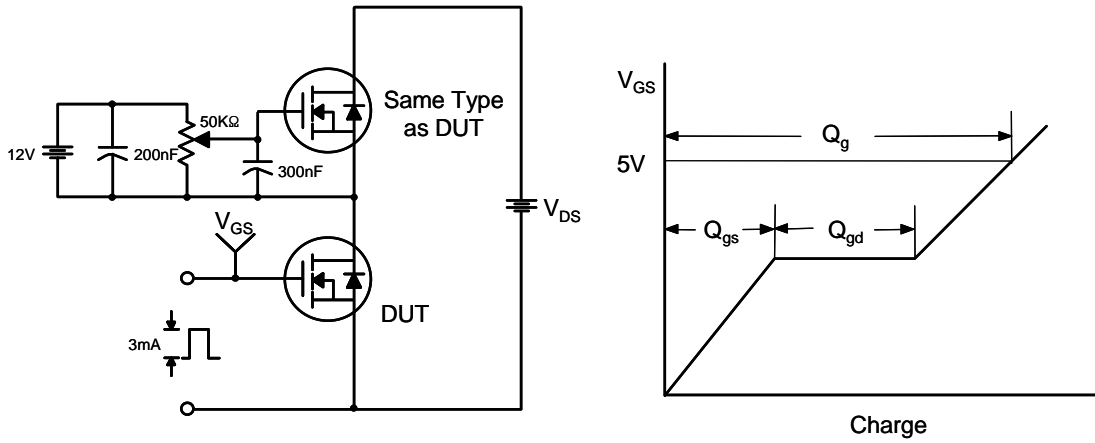 12V
200nF
50KΩ
300nF
Same Type
as DUT
V_DS
V_GS
DUT
3mA
V_GS
5V
Q_g
Q_gs
Q_gd
Charge